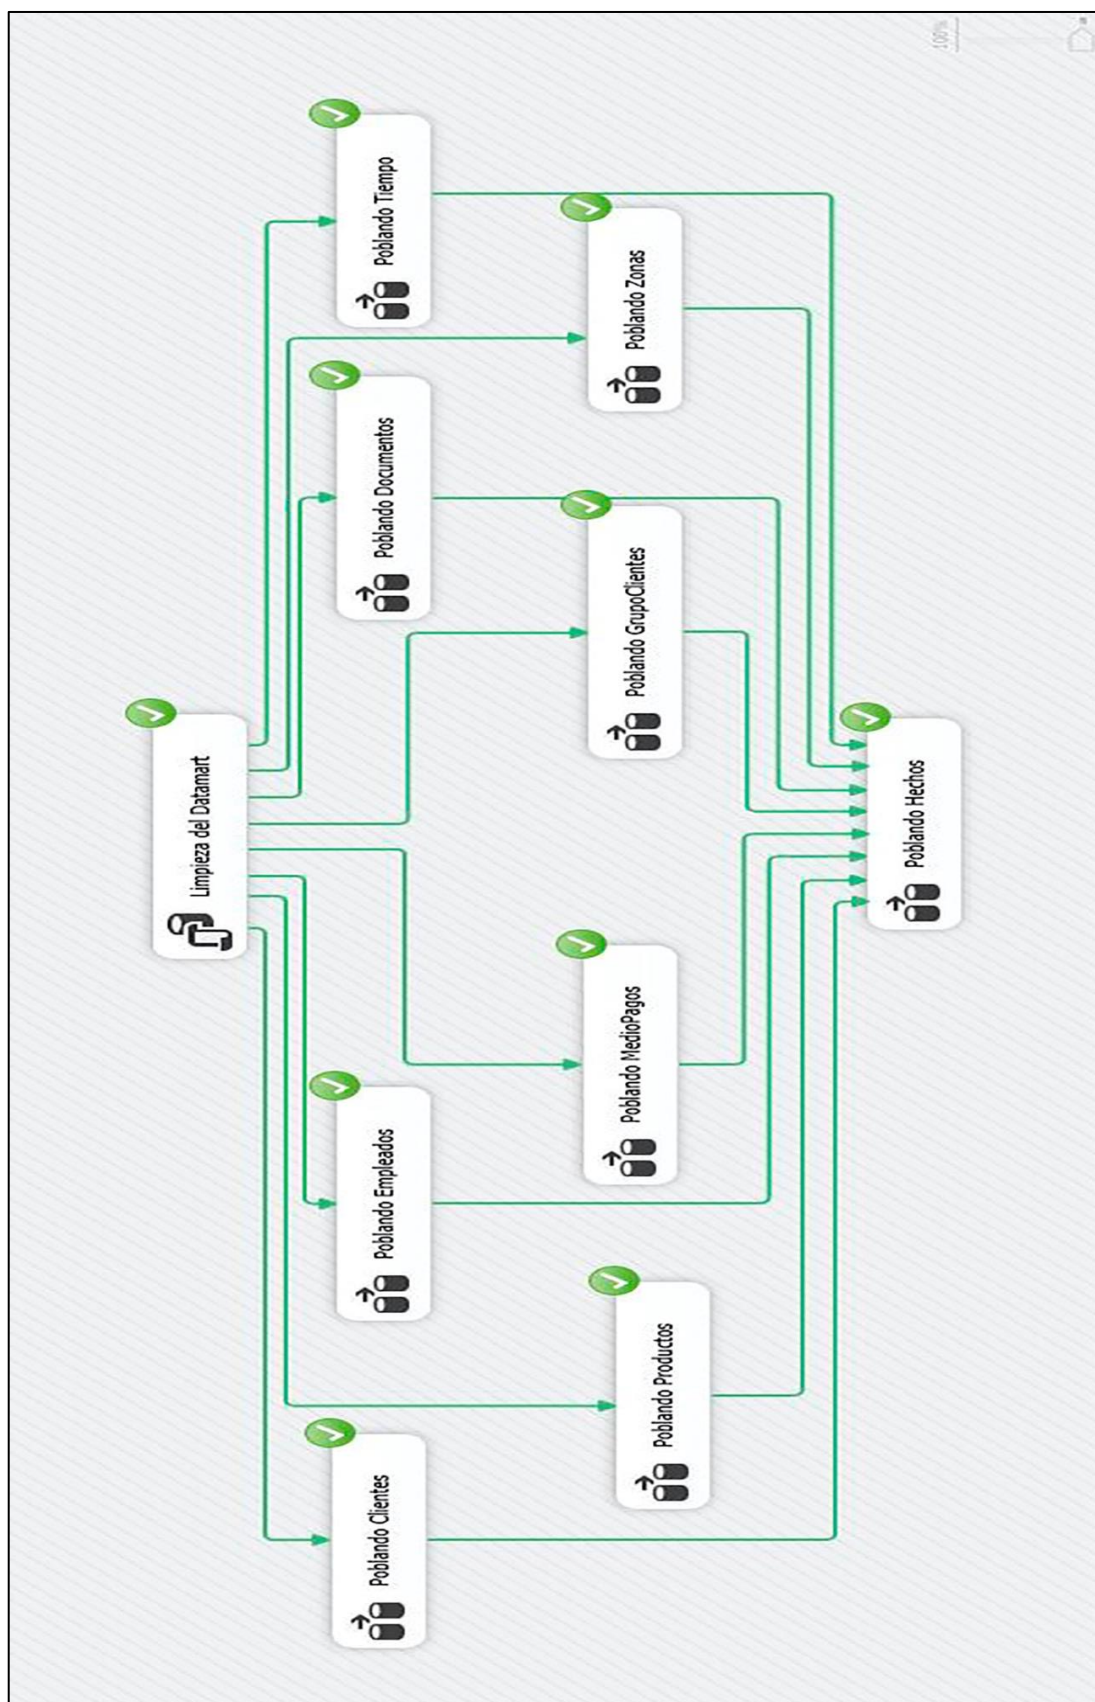 Limpieza del Datamart
Poblando Clientes
Poblando Empleados
Poblando Documentos
Poblando Tiempo
Poblando Productos
Poblando MedioPagos
Poblando GrupoClientes
Poblando Zonas
Poblando Hechos
100%